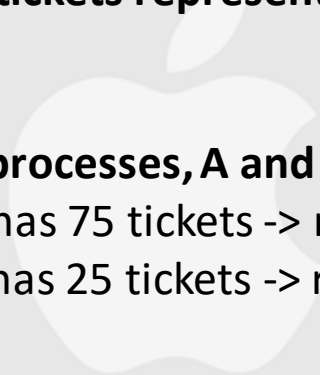 tickets represent
processes, A and
has 75 tickets -> r
has 25 tickets -> r